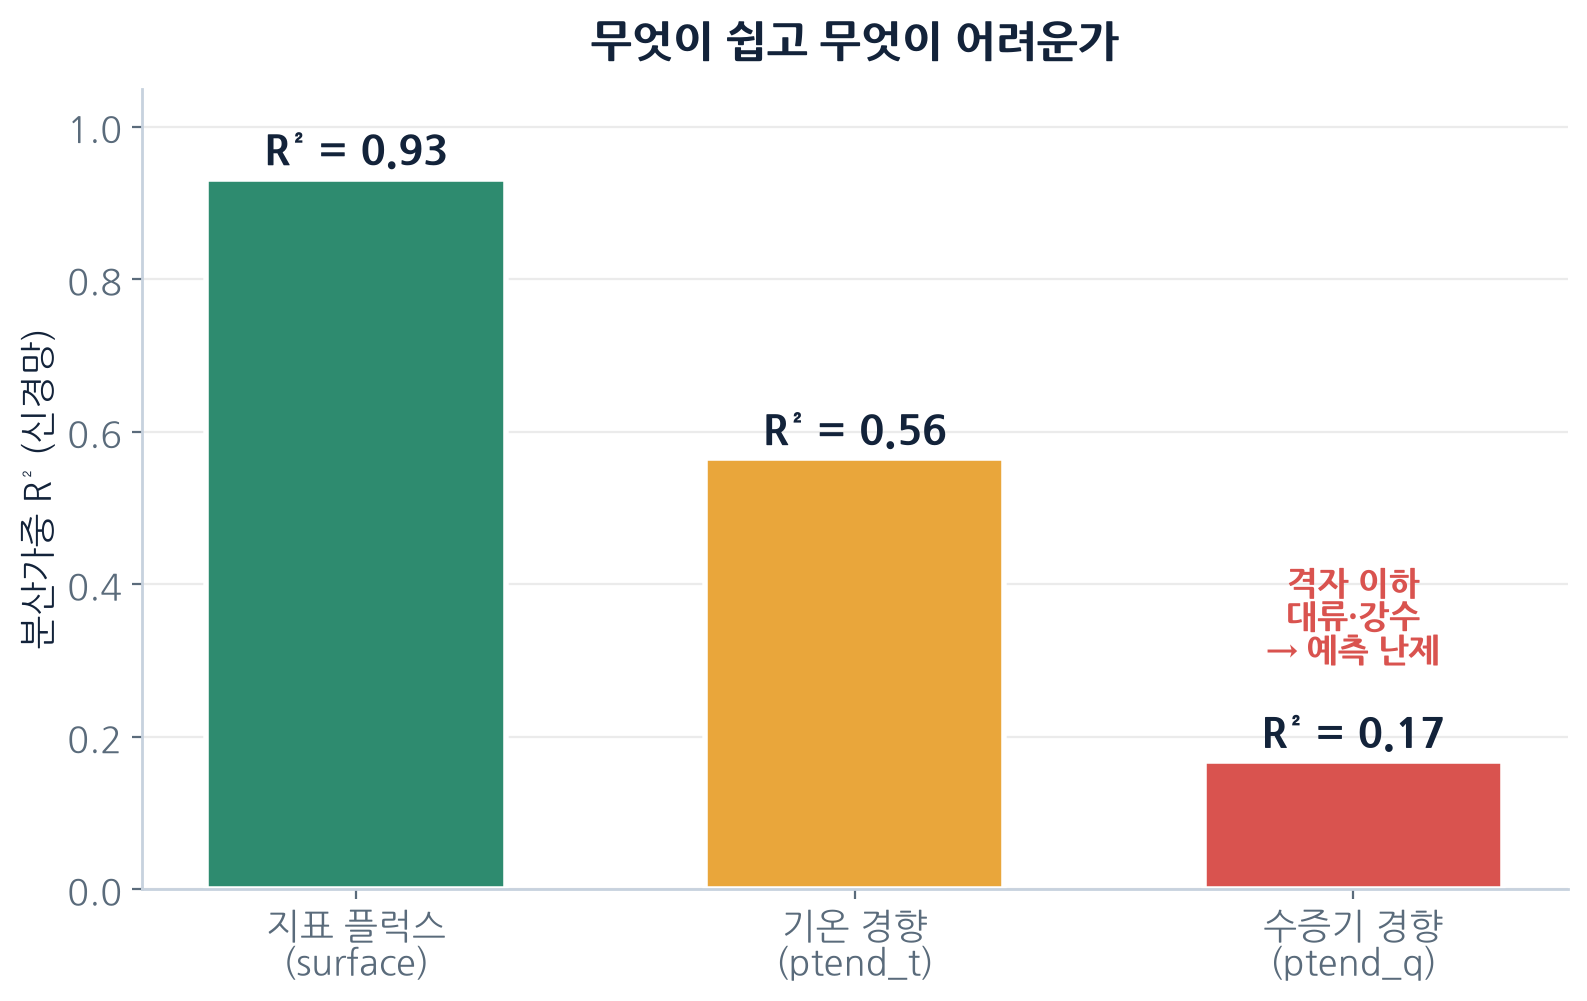 무엇이 쉽고 무엇이 어려운가
분산가중 R² (신경망)
1.0
0.8
0.6
0.4
0.2
0.0
R² = 0.93
R² = 0.56
격자 이하
대류·강수
→ 예측 난제
R² = 0.17
지표 플럭스
(surface)
기온 경향
(ptend_t)
수증기 경향
(ptend_q)